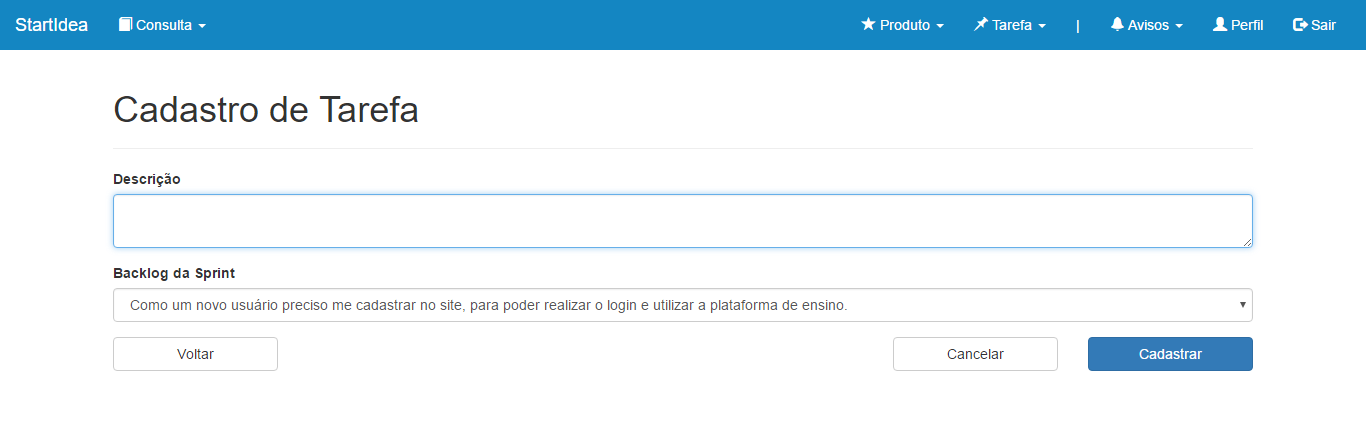 StartIdea Consulta Produto Tarefa | Avisos Perfil Sair
Cadastro de Tarefa
Descrição
Backlog da Sprint
Como um novo usuário preciso me cadastrar no site, para poder realizar o login e utilizar a plataforma de ensino.
Voltar Cancelar Cadastrar